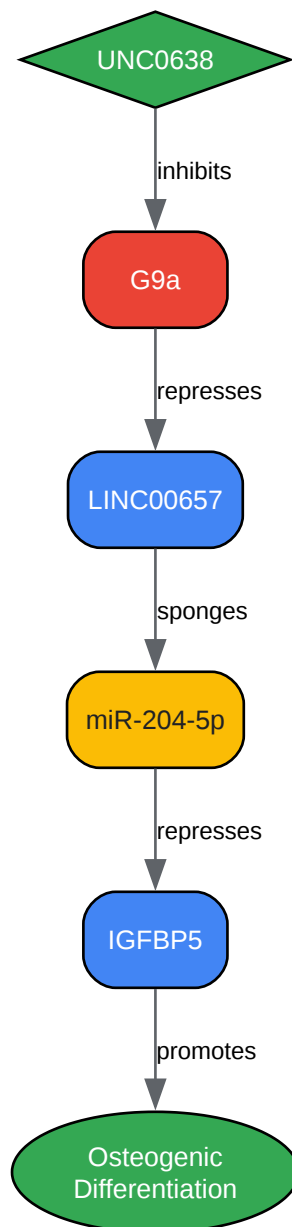 UNC0638
inhibits
G9a
represses
LINC00657
sponges
miR-204-5p
represses
IGFBP5
promotes
Osteogenic
Differentiation